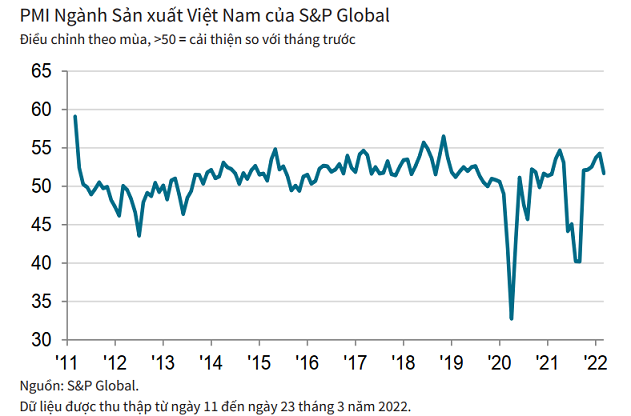 PMI Ngành Sản xuất Việt Nam của S&P Global
Điều chỉnh theo mùa, >50 = cải thiện so với tháng trước
65
60
55
50
45
40
35
30
'11 '12 '13 '14 '15 '16 '17 '18 '19 '20 '21 '22
Nguồn: S&P Global.
Dữ liệu được thu thập từ ngày 11 đến ngày 23 tháng 3 năm 2022.